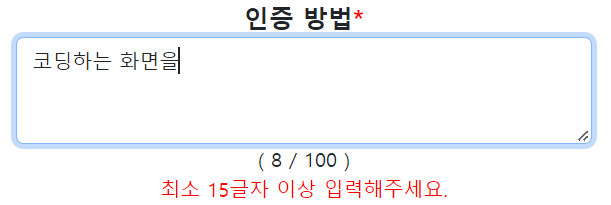 인증 방법*
코딩하는 화면을
( 8 / 100 )
최소 15글자 이상 입력해주세요.